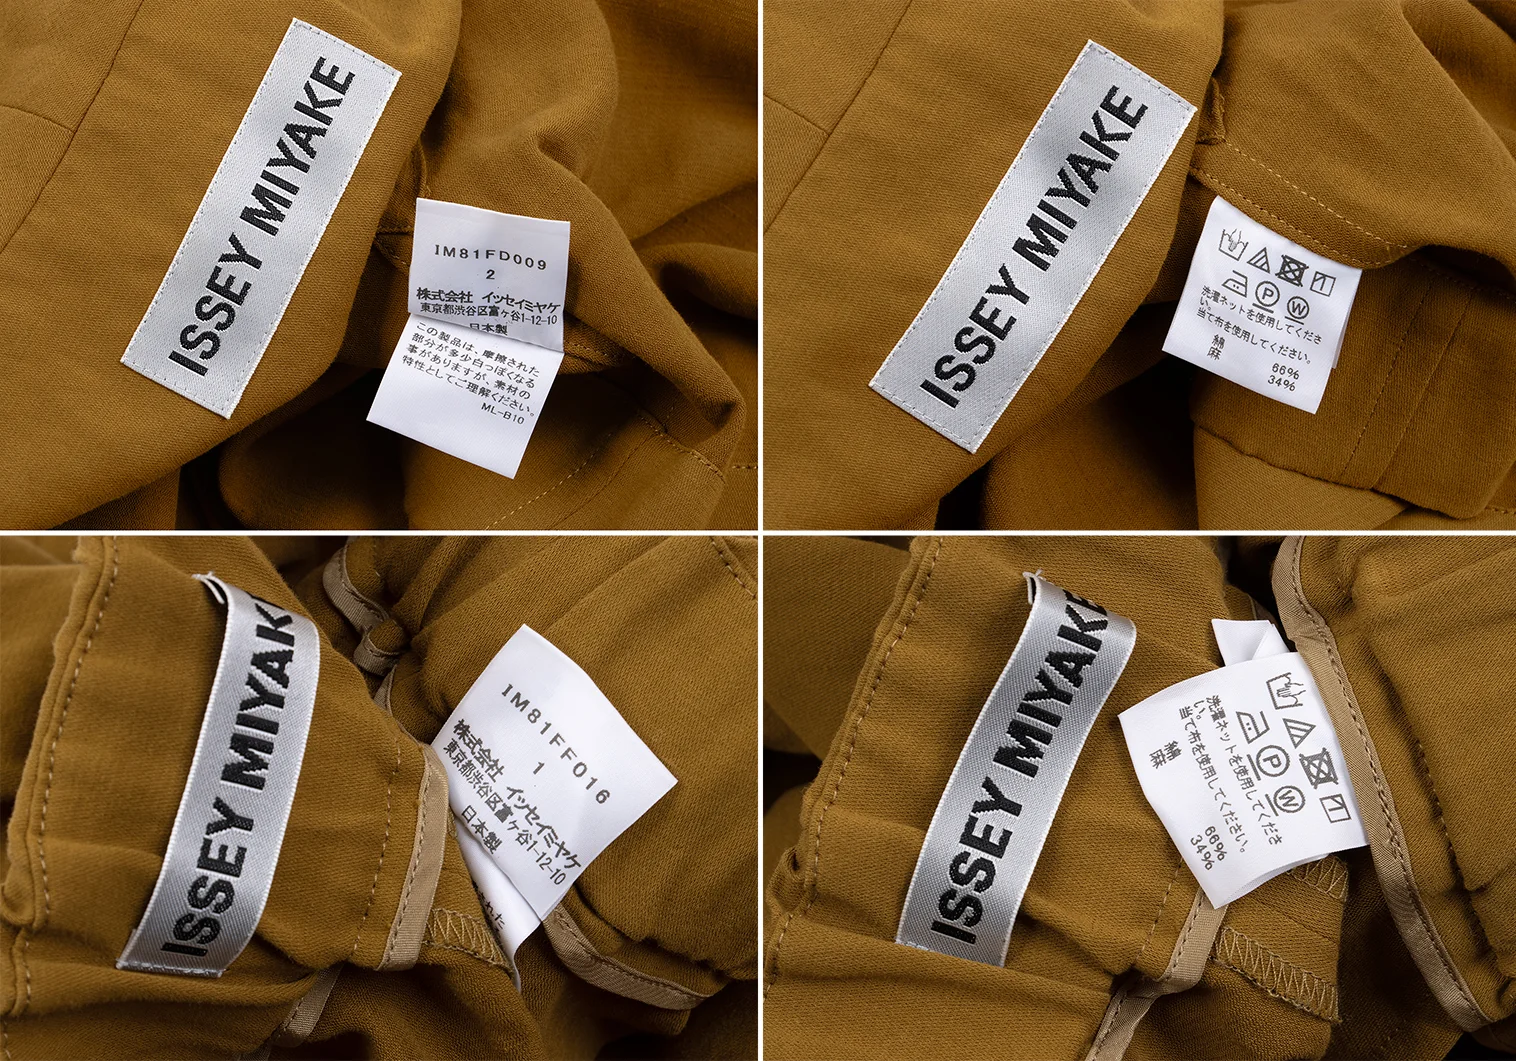 ISSEY MIYAKE
IM81FD009
2
株式会社 イッセイミヤケ
東京都渋谷区富ヶ谷1-12-10
日本製
この製品は、摩擦された
部分が多少白っぽくなる
事がありますが、素材の
特性としてご理解ください。
ML-B10
ISSEY MIYAKE
P
W
洗濯ネットを使用してくださ
い。
当て布を使用してください。
綿 66%
麻 34%
ISSEY MIYAKE
IM81FF016
1
株式会社 イッセイミヤケ
東京都渋谷区富ヶ谷1-12-10
日本製
された
ISSEY MIYAKE
P
W
洗濯ネットを使用してくださ
い。
当て布を使用してください。
綿 66%
麻 34%